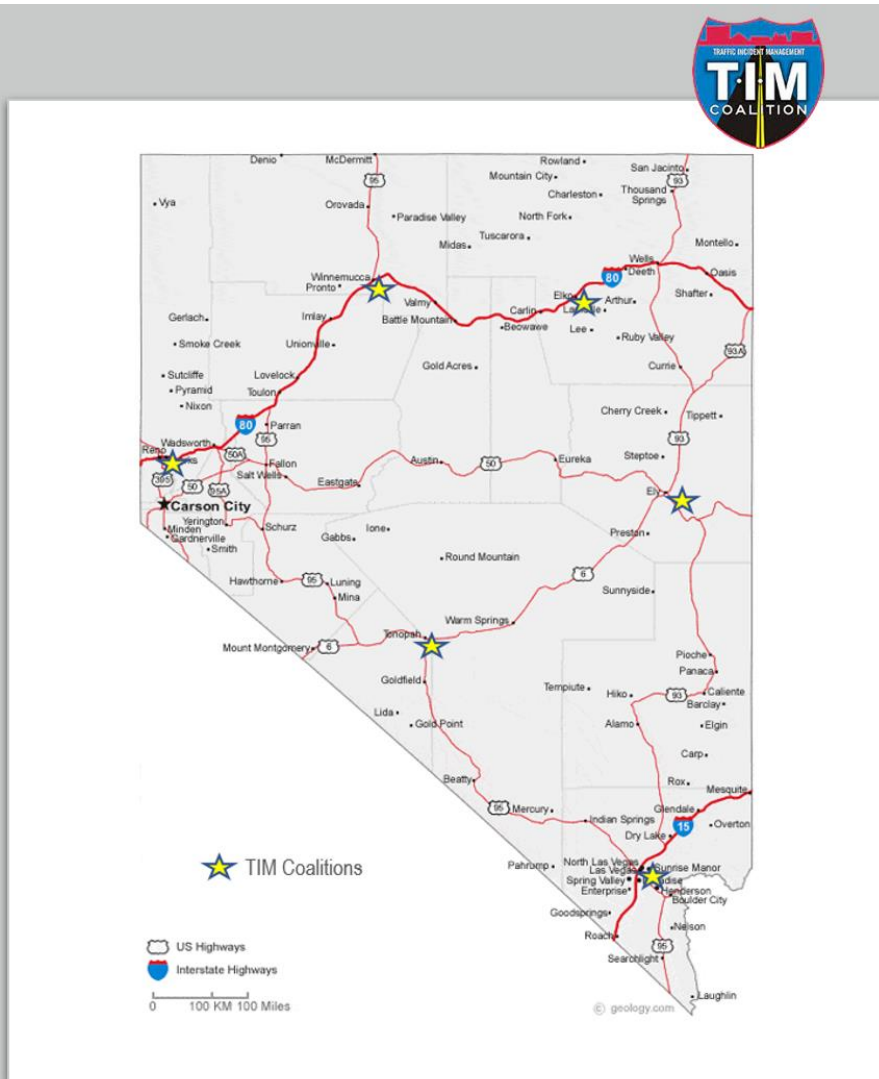 TRAFFIC INCIDENT MANAGEMENT
T·I·M
COALITION
Denio
McDermitt
Rowland
San Jacinto
Mountain City
95
93
Charleston
Thousand
Springs
Vya
Orovada
Paradise Valley
North Fork
Tuscarora
Midas
Montello
Wells
Winnemucca
80
Deeth
Oasis
Pronto
Elko
Arthur
Shafter
Valmy
Carlin
Imlay
Battle Mountain
Gerlach
Beowawe
Lee
Ruby Valley
Smoke Creek
Unionville
93A
Gold Acres
Currie
Sutcliffe
Lovelock
Pyramid
Toulon
Nixon
Cherry Creek
Tippett
80
Parran
95
93
Wadsworth
Reno
50A
Steptoe
Fallon
Austin
50
Eureka
395
50
95A
Salt Wells
Eastgate
Ely
Carson City
Yerington
Minden
Schurz
Ione
Gardnerville
Gabbs
Preston
Smith
Round Mountain
Hawthorne
95
Luning
6
Mina
Sunnyside
Warm Springs
Tonopah
Mount Montgomery
6
Pioche
Panaca
Goldfield
Tempiute
Hiko
93
Caliente
Barclay
Lida
Gold Point
Alamo
Elgin
Carp
Beatty
Rox
Mesquite
95
Mercury
Glendale
Indian Springs
15
Overton
Dry Lake
TIM Coalitions
Pahrump
North Las Vegas
Las Vegas
Sunrise Manor
Spring Valley
Enterprise
Henderson
Boulder City
Goodsprings
Nelson
Roach
US Highways
95
Searchlight
Interstate Highways
Laughlin
0 100 KM 100 Miles
© geology.com